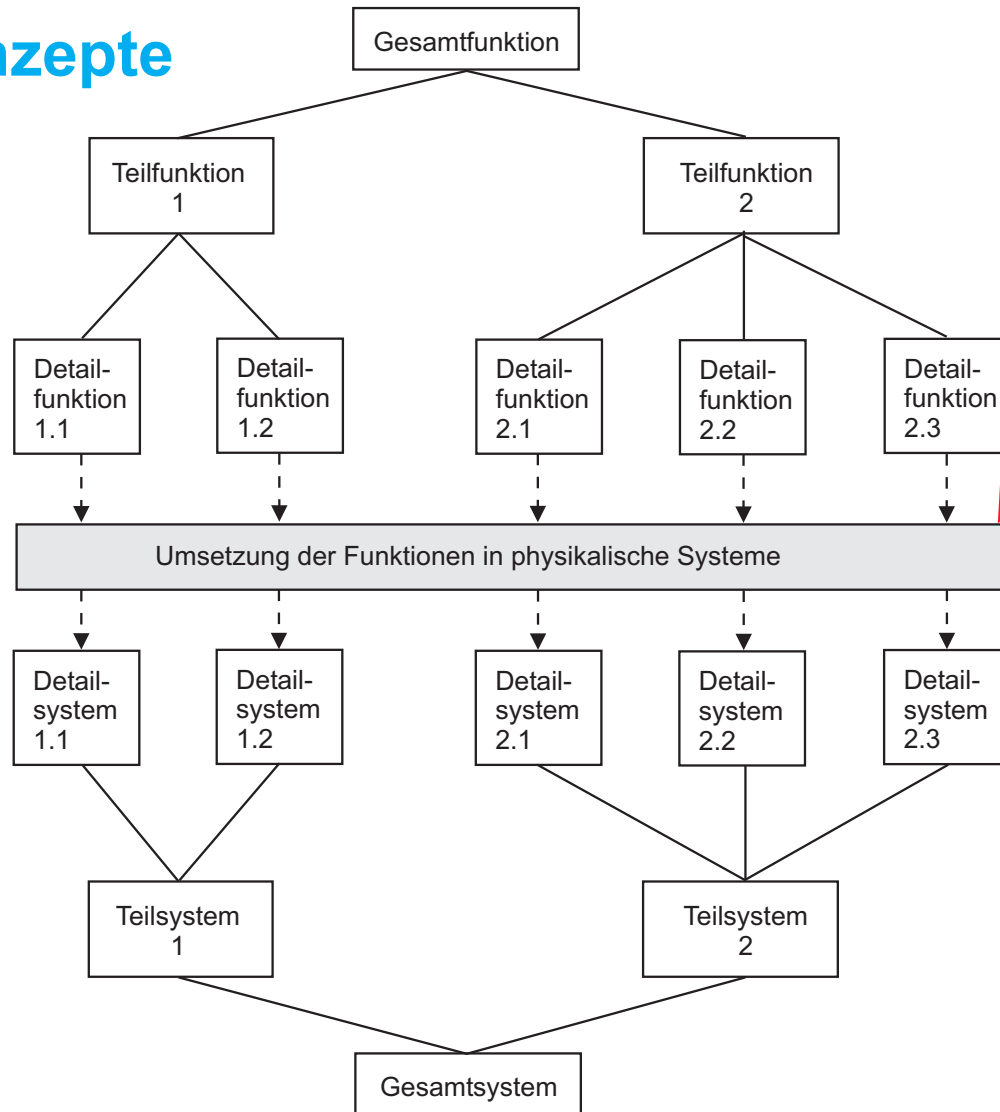 nzepte
Gesamtfunktion
Teilfunktion
1
Teilfunktion
2
Detail-
funktion
1.1
Detail-
funktion
1.2
Detail-
funktion
2.1
Detail-
funktion
2.2
Detail-
funktion
2.3
Umsetzung der Funktionen in physikalische Systeme
Detail-
system
1.1
Detail-
system
1.2
Detail-
system
2.1
Detail-
system
2.2
Detail-
system
2.3
Teilsystem
1
Teilsystem
2
Gesamtsystem